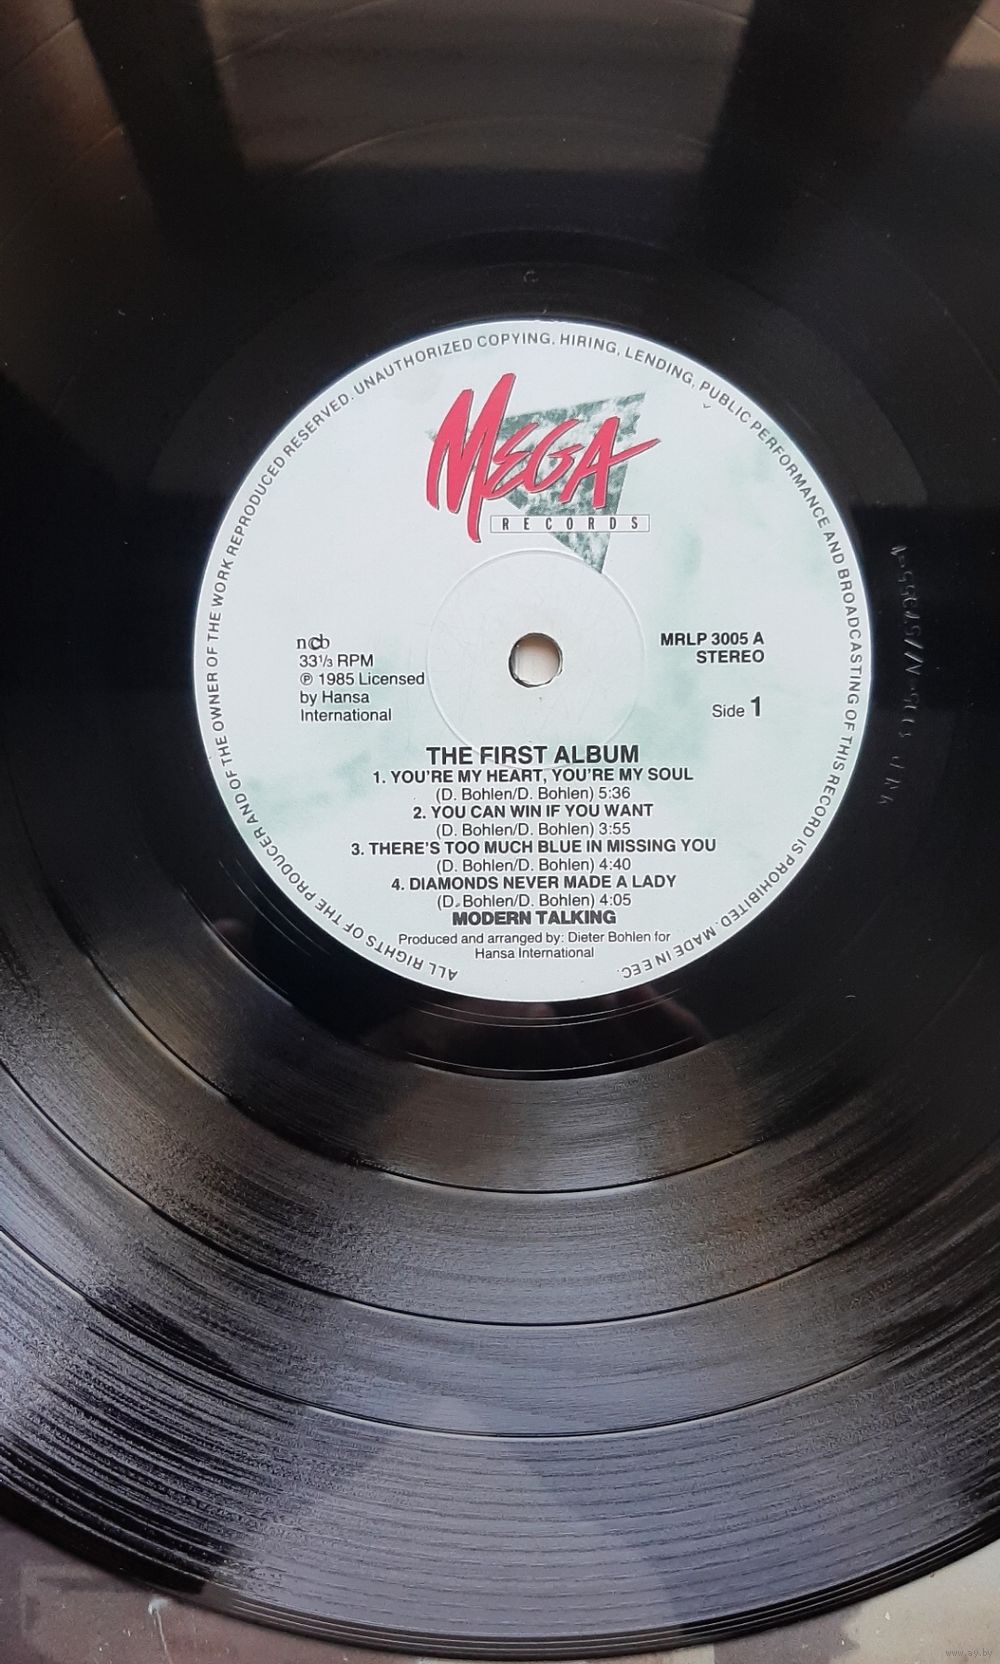 ALL RIGHTS OF THE PRODUCER AND OF THE OWNER OF THE WORK REPRODUCED RESERVED. UNAUTHORIZED COPYING, HIRING, LENDING, PUBLIC PERFORMANCE AND BROADCASTING OF THIS RECORD IS PROHIBITED. MADE IN EEC.
MEGA
RECORDS
ncb
33⅓ RPM
℗ 1985 Licensed
by Hansa
International
MRLP 3005 A
STEREO
Side 1
THE FIRST ALBUM
1. YOU'RE MY HEART, YOU'RE MY SOUL
(D. Bohlen/D. Bohlen) 5:36
2. YOU CAN WIN IF YOU WANT
(D. Bohlen/D. Bohlen) 3:55
3. THERE'S TOO MUCH BLUE IN MISSING YOU
(D. Bohlen/D. Bohlen) 4:40
4. DIAMONDS NEVER MADE A LADY
(D. Bohlen/D. Bohlen) 4:05
MODERN TALKING
Produced and arranged by: Dieter Bohlen for
Hansa International
www.ay.by